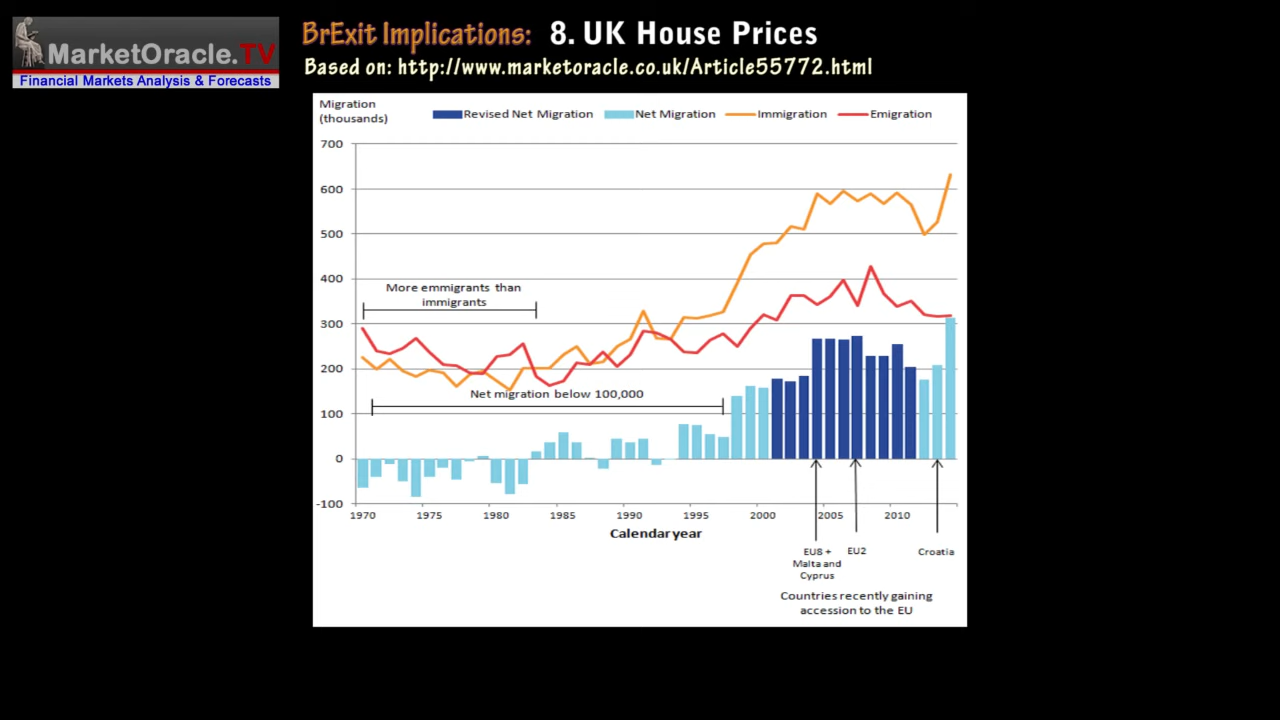 MarketOracle.TV
Financial Markets Analysis & Forecasts
BrExit Implications: 8. UK House Prices
Based on: http://www.marketoracle.co.uk/Article55772.html
Migration
(thousands)
Revised Net Migration Net Migration Immigration Emigration
700
600
500
400
More emmigrants than
immigrants
300
200
Net migration below 100,000
100
0
-100
1970 1975 1980 1985 1990 1995 2000 2005 2010
Calendar year
EU8 +
Malta and
Cyprus
EU2
Croatia
Countries recently gaining
accession to the EU